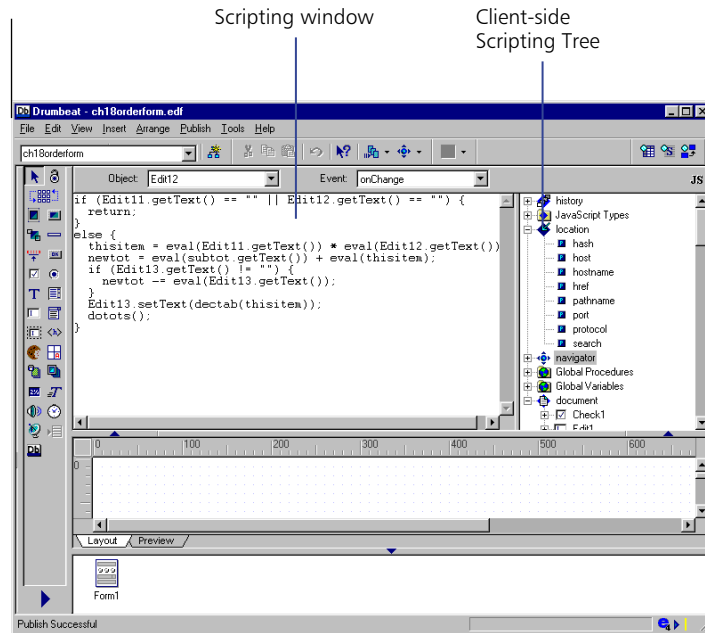 Scripting window
Client-side
Scripting Tree
Drumbeat - ch18orderform.edf
File Edit View Insert Arrange Publish Tools Help
ch18orderform
Object: Edit12 Event: onChange JS
if (Edit11.getText() == "" || Edit12.getText() == "") {
return;
}
else {
thisitem = eval(Edit11.getText()) * eval(Edit12.getText())
newtot = eval(subtot.getText()) + eval(thisitem);
if (Edit13.getText() != "") {
newtot -= eval(Edit13.getText());
}
Edit13.setText(dectab(thisitem));
dotots();
}
history
JavaScript Types
location
hash
host
hostname
href
pathname
port
protocol
search
navigator
Global Procedures
Global Variables
document
Check1
Edit1
0 100 200 300 400 500 600
0
Layout Preview
Form1
Publish Successful